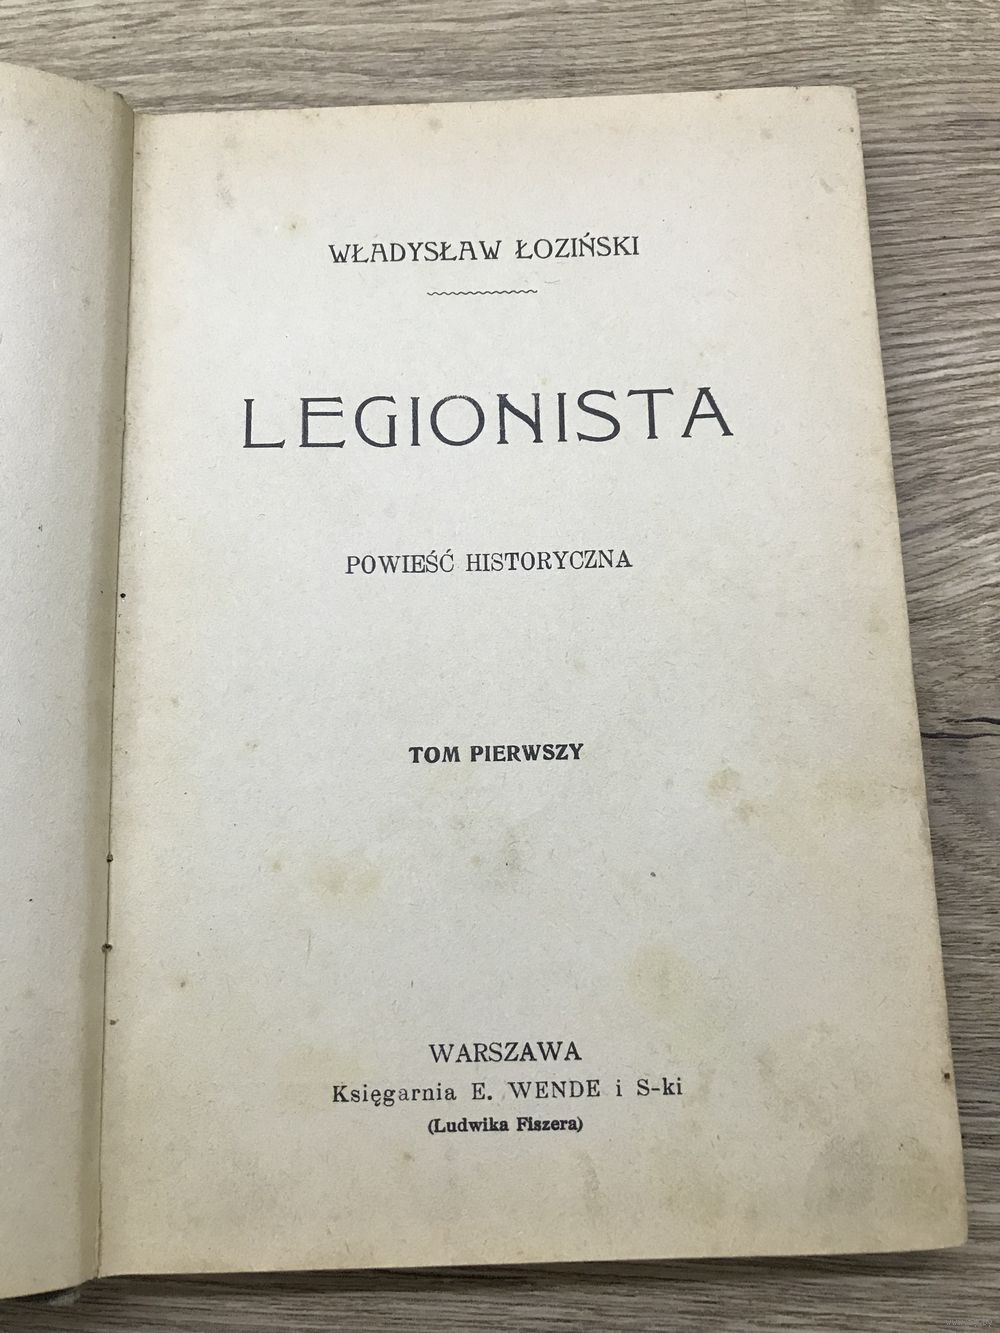 WŁADYSŁAW ŁOZIŃSKI
LEGIONISTA
POWIEŚĆ HISTORYCZNA
TOM PIERWSZY
WARSZAWA
Księgarnia E. WENDE i S-ki
(Ludwika Fiszera)